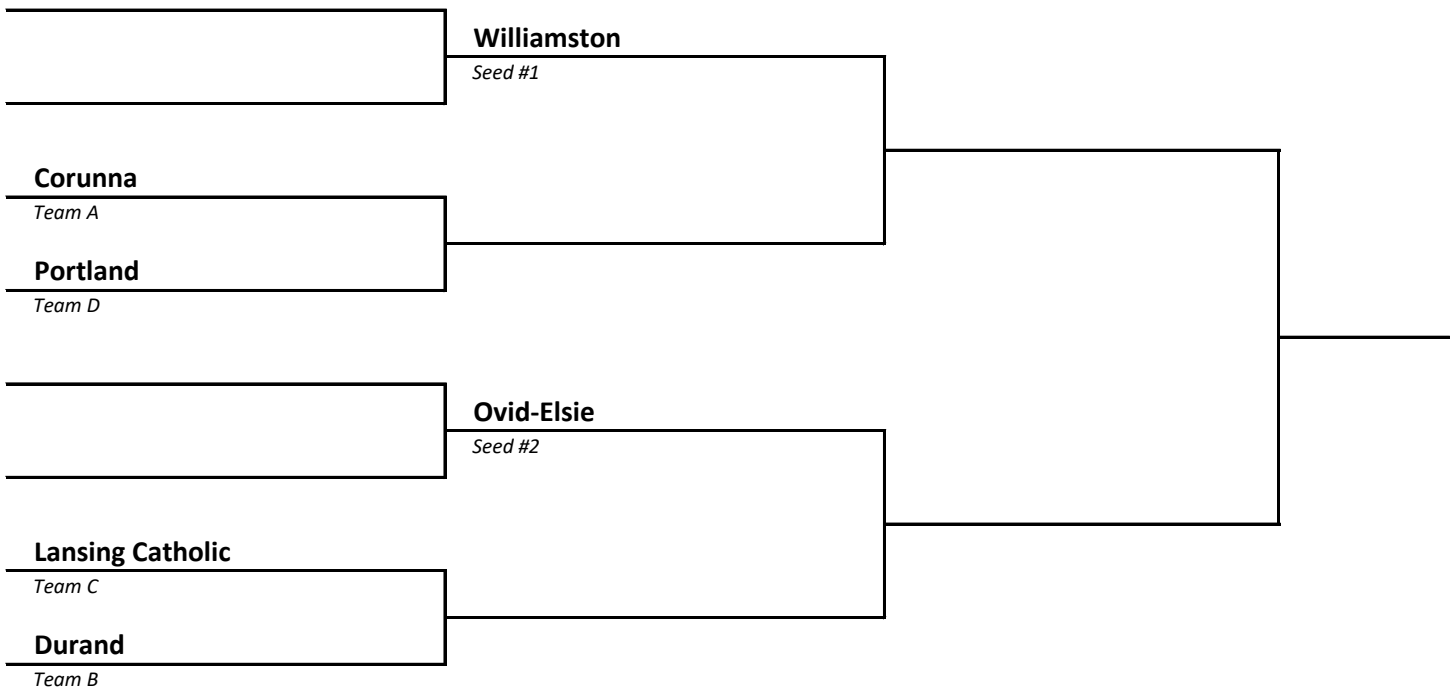 Williamston
Seed #1
Corunna
Team A
Portland
Team D
Ovid-Elsie
Seed #2
Lansing Catholic
Team C
Durand
Team B